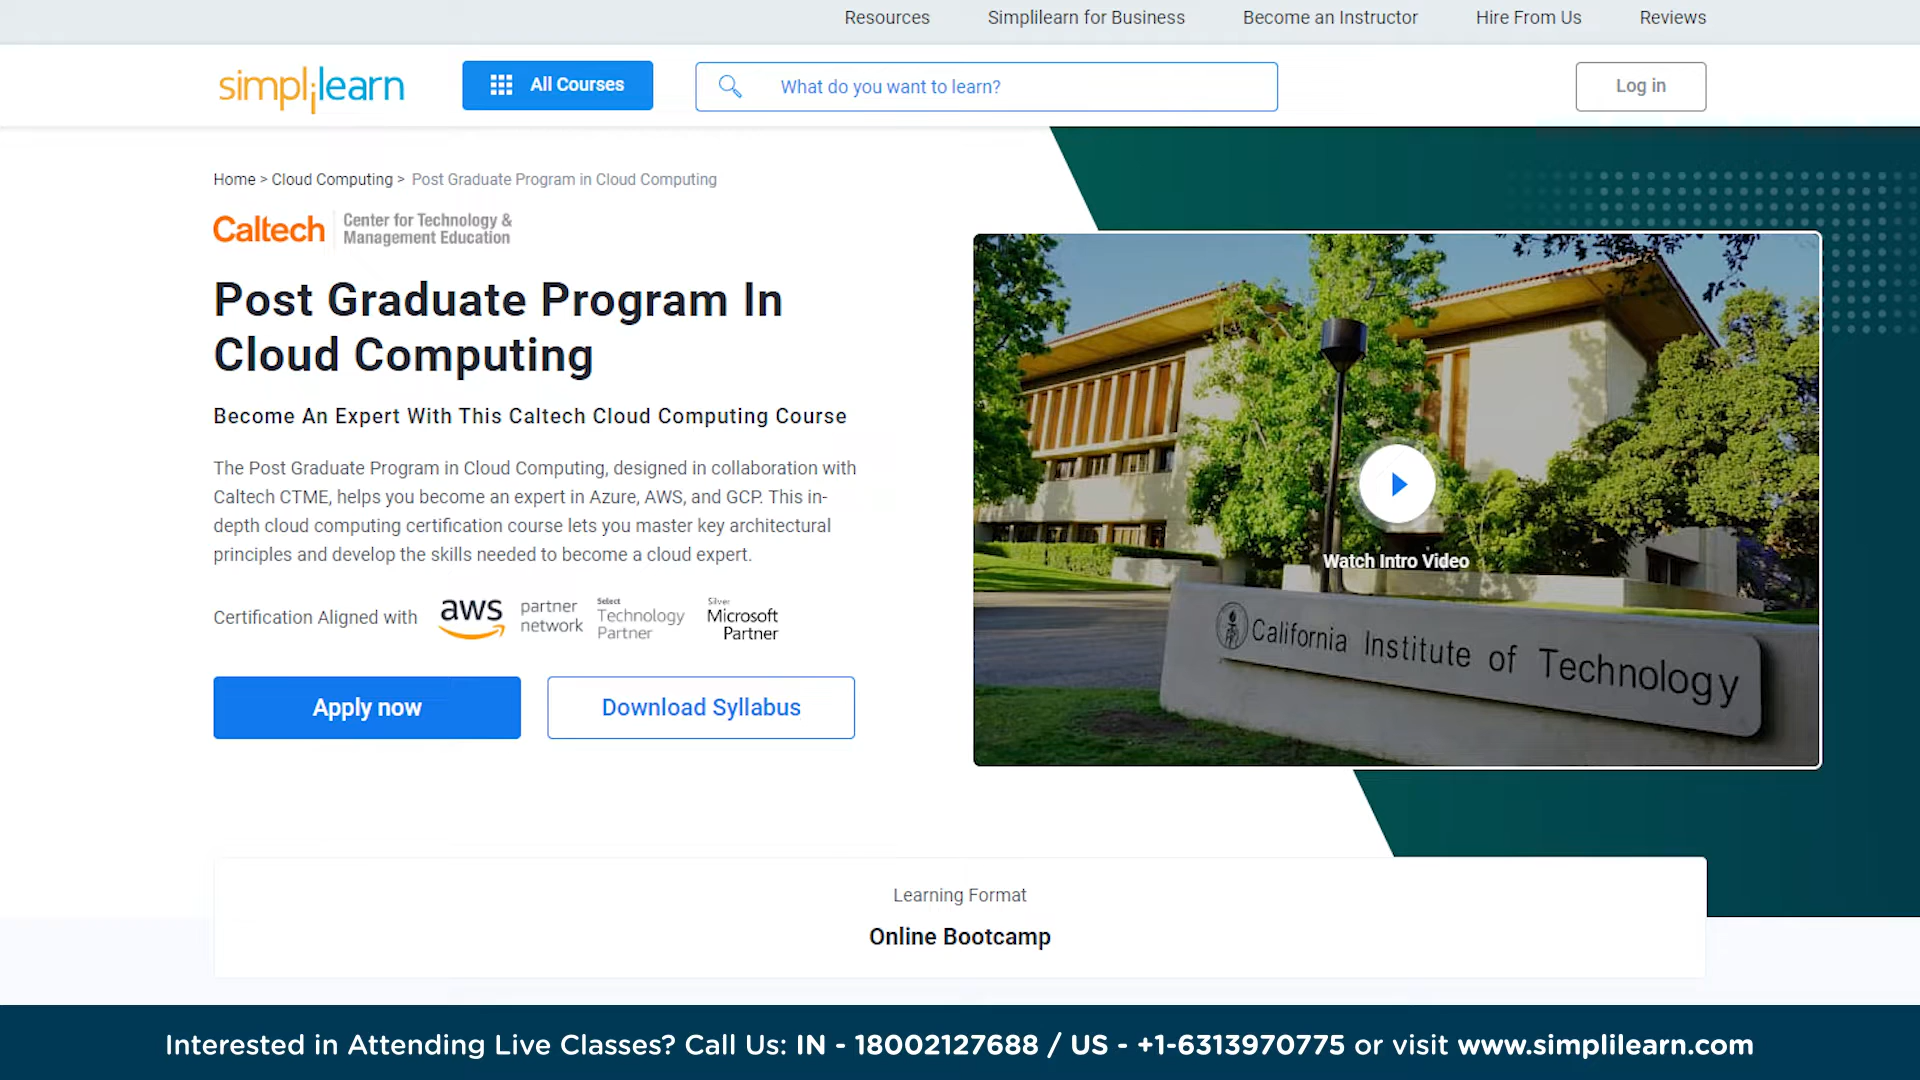 Resources Simplilearn for Business Become an Instructor Hire From Us Reviews
simplilearn All Courses What do you want to learn? Log in
Home > Cloud Computing > Post Graduate Program in Cloud Computing
Caltech Center for Technology &
Management Education
Post Graduate Program In
Cloud Computing
Become An Expert With This Caltech Cloud Computing Course
The Post Graduate Program in Cloud Computing, designed in collaboration with
Caltech CTME, helps you become an expert in Azure, AWS, and GCP. This in-
depth cloud computing certification course lets you master key architectural
principles and develop the skills needed to become a cloud expert.
Certification Aligned with
aws partner
network
Select
Technology
Partner
Silver
Microsoft
Partner
Apply now Download Syllabus
Watch Intro Video
California Institute of Technology
Learning Format
Online Bootcamp
Interested in Attending Live Classes? Call Us: IN - 18002127688 / US - +1-6313970775 or visit www.simplilearn.com